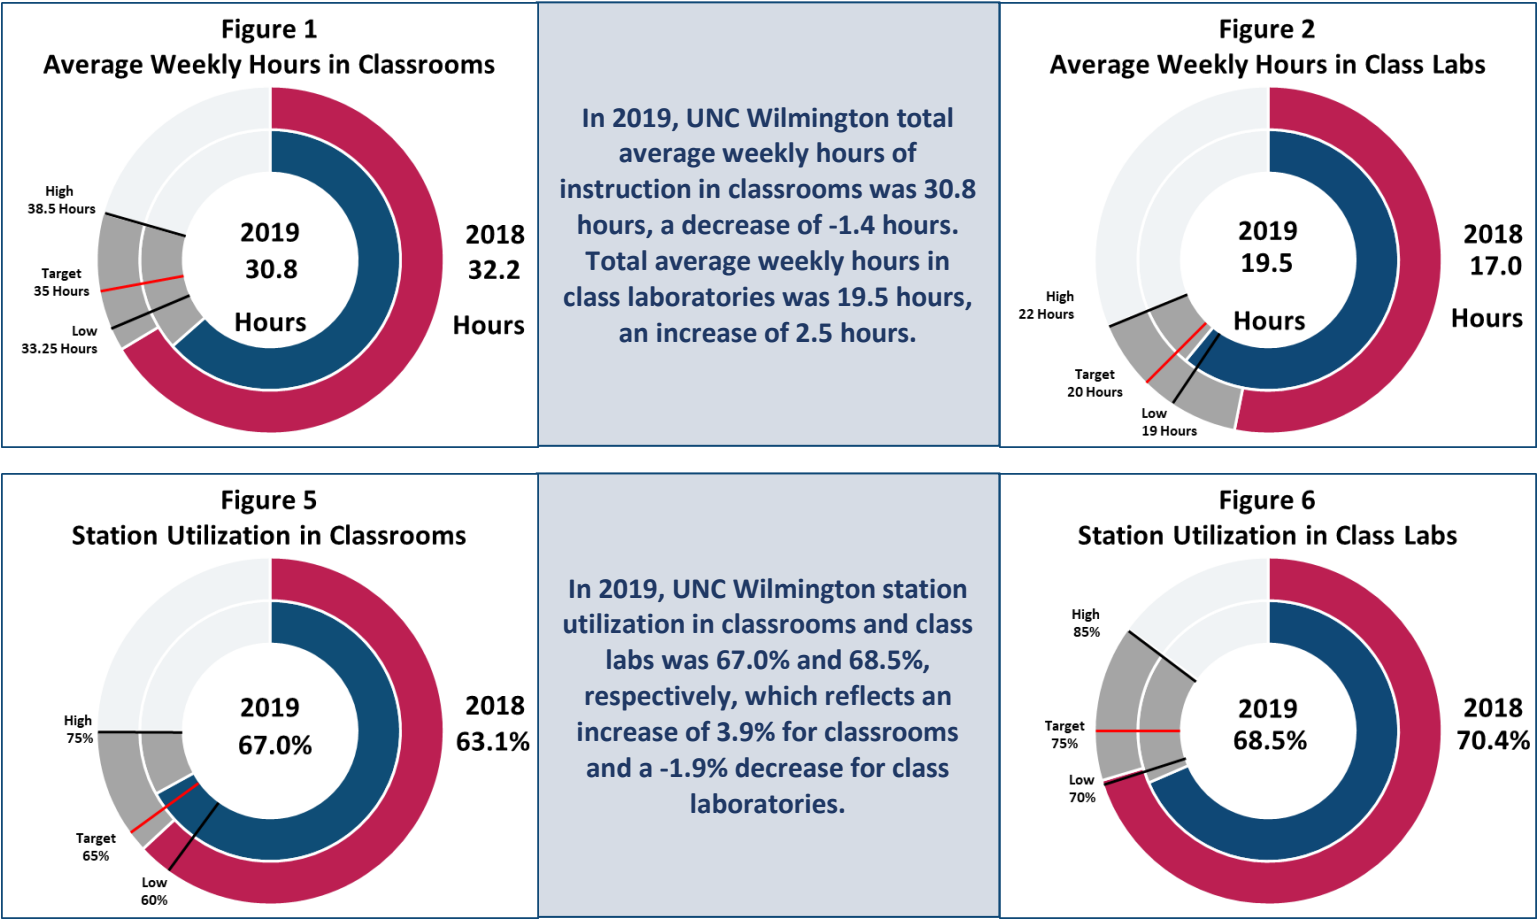 Figure 1
Average Weekly Hours in Classrooms
High
38.5 Hours
Target
35 Hours
Low
33.25 Hours
2019
30.8
Hours
2018
32.2
Hours
In 2019, UNC Wilmington total
average weekly hours of
instruction in classrooms was 30.8
hours, a decrease of -1.4 hours.
Total average weekly hours in
class laboratories was 19.5 hours,
an increase of 2.5 hours.
Figure 2
Average Weekly Hours in Class Labs
High
22 Hours
Target
20 Hours
Low
19 Hours
2019
19.5
Hours
2018
17.0
Hours
Figure 5
Station Utilization in Classrooms
High
75%
Target
65%
Low
60%
2019
67.0%
2018
63.1%
In 2019, UNC Wilmington station
utilization in classrooms and class
labs was 67.0% and 68.5%,
respectively, which reflects an
increase of 3.9% for classrooms
and a -1.9% decrease for class
laboratories.
Figure 6
Station Utilization in Class Labs
High
85%
Target
75%
Low
70%
2019
68.5%
2018
70.4%